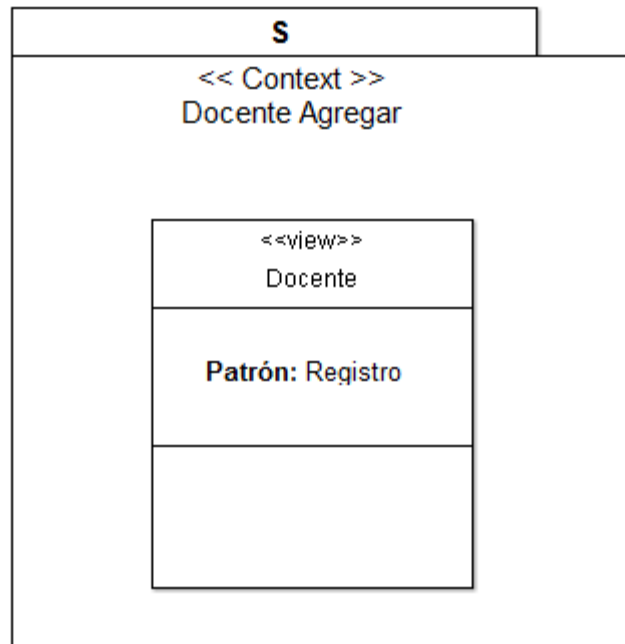 S
<< Context >>
Docente Agregar
<<view>>
Docente
Patrón: Registro